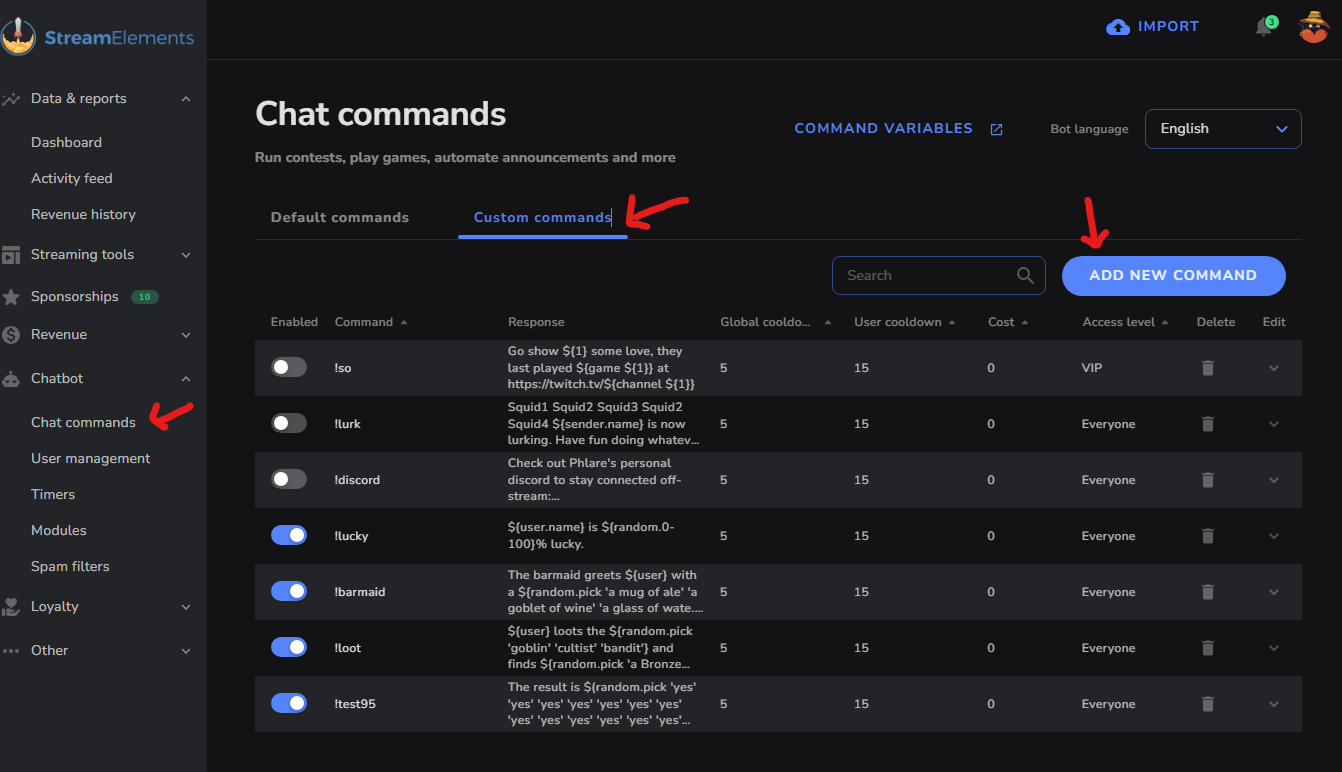 StreamElements
IMPORT
3
Data & reports
Dashboard
Activity feed
Revenue history
Streaming tools
Sponsorships 10
Revenue
Chatbot
Chat commands
User management
Timers
Modules
Spam filters
Loyalty
Other
Chat commands
Run contests, play games, automate announcements and more
COMMAND VARIABLES
Bot language
English
Default commands
Custom commands
Search
ADD NEW COMMAND
Enabled Command Response Global cooldo... User cooldown Cost Access level Delete Edit
!so
Go show ${1} some love, they
last played ${game ${1}} at
https://twitch.tv/${channel ${1}}
5 15 0 VIP
!lurk
Squid1 Squid2 Squid3 Squid2
Squid4 ${sender.name} is now
lurking. Have fun doing whatev...
5 15 0 Everyone
!discord
Check out Phlare's personal
discord to stay connected off-
stream:...
5 15 0 Everyone
!lucky
${user.name} is ${random.0-
100}% lucky.
5 15 0 Everyone
!barmaid
The barmaid greets ${user} with
a ${random.pick 'a mug of ale' 'a
goblet of wine' 'a glass of wate....
5 15 0 Everyone
!loot
${user} loots the ${random.pick
'goblin' 'cultist' 'bandit'} and
finds ${random.pick 'a Bronze...
5 15 0 Everyone
!test95
The result is $(random.pick 'yes'
'yes' 'yes' 'yes' 'yes' 'yes' 'yes'
'yes' 'yes' 'yes' 'yes' 'yes' 'yes'...
5 15 0 Everyone